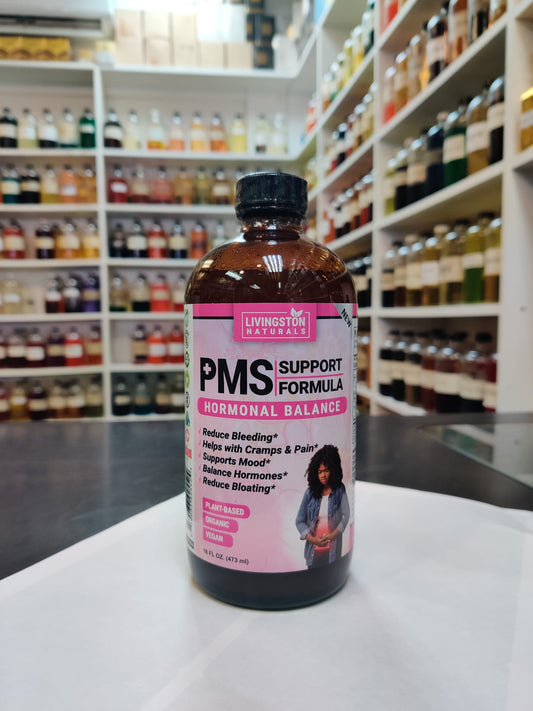 LIVINGSTON
NATURALS
NEW
PMS SUPPORT
FORMULA
HORMONAL BALANCE
Reduce Bleeding*
Helps with Cramps & Pain*
Supports Mood*
Balance Hormones*
Reduce Bloating*
PLANT-BASED
ORGANIC
VEGAN
16 FL OZ. (473 ml)